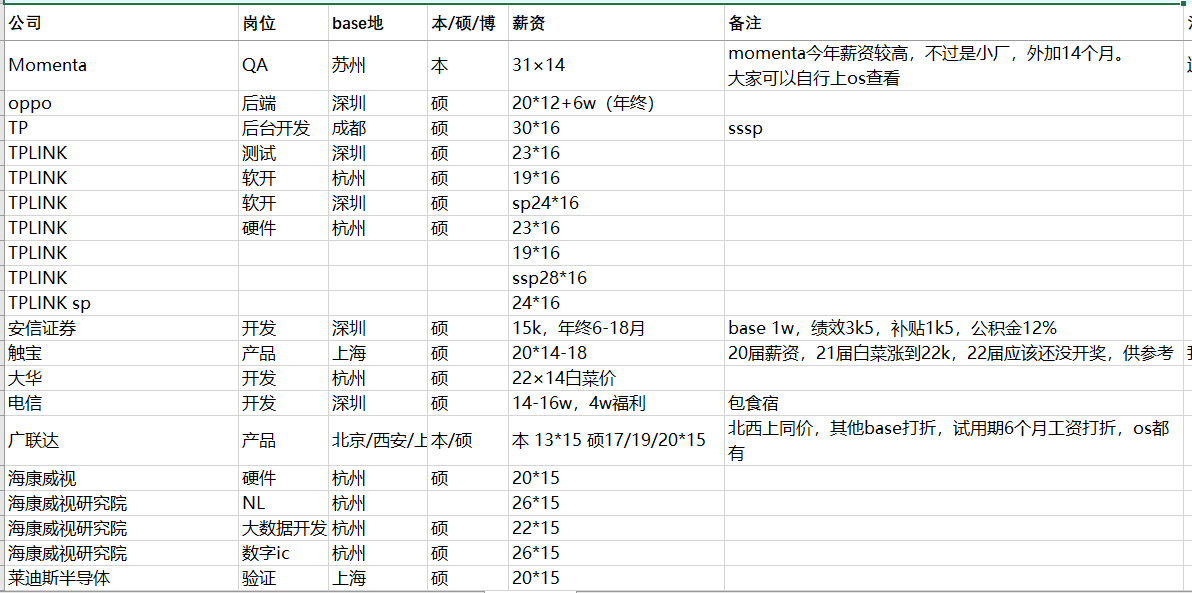 公司 岗位 base地 本/硕/博 薪资 备注
Momenta QA 苏州 本 31×14 momenta今年薪资较高，不过是小厂，外加14个月。
大家可以自行上os查看
oppo 后端 深圳 硕 20*12+6w（年终）
TP 后台开发 成都 硕 30*16 sssp
TPLINK 测试 深圳 硕 23*16
TPLINK 软开 杭州 硕 19*16
TPLINK 软开 深圳 硕 sp24*16
TPLINK 硬件 杭州 硕 23*16
TPLINK 19*16
TPLINK ssp28*16
TPLINK sp 24*16
安信证券 开发 深圳 硕 15k，年终6-18月 base 1w，绩效3k5，补贴1k5，公积金12%
触宝 产品 上海 硕 20*14-18 20届薪资，21届白菜涨到22k，22届应该还没开奖，供参考
大华 开发 杭州 硕 22×14白菜价
电信 开发 深圳 硕 14-16w，4w福利 包食宿
广联达 产品 北京/西安/上 本/硕 本 13*15 硕17/19/20*15 北西上同价，其他base打折，试用期6个月工资打折，os都
有
海康威视 硬件 杭州 硕 20*15
海康威视研究院 NL 杭州 26*15
海康威视研究院 大数据开发 杭州 硕 22*15
海康威视研究院 数字ic 杭州 硕 26*15
莱迪斯半导体 验证 上海 硕 20*15